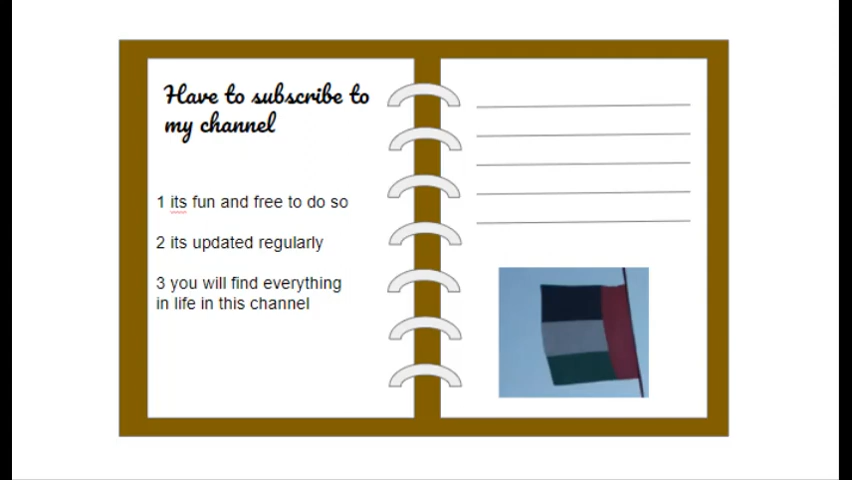 Have to subscribe to
my channel
1 its fun and free to do so
2 its updated regularly
3 you will find everything
in life in this channel